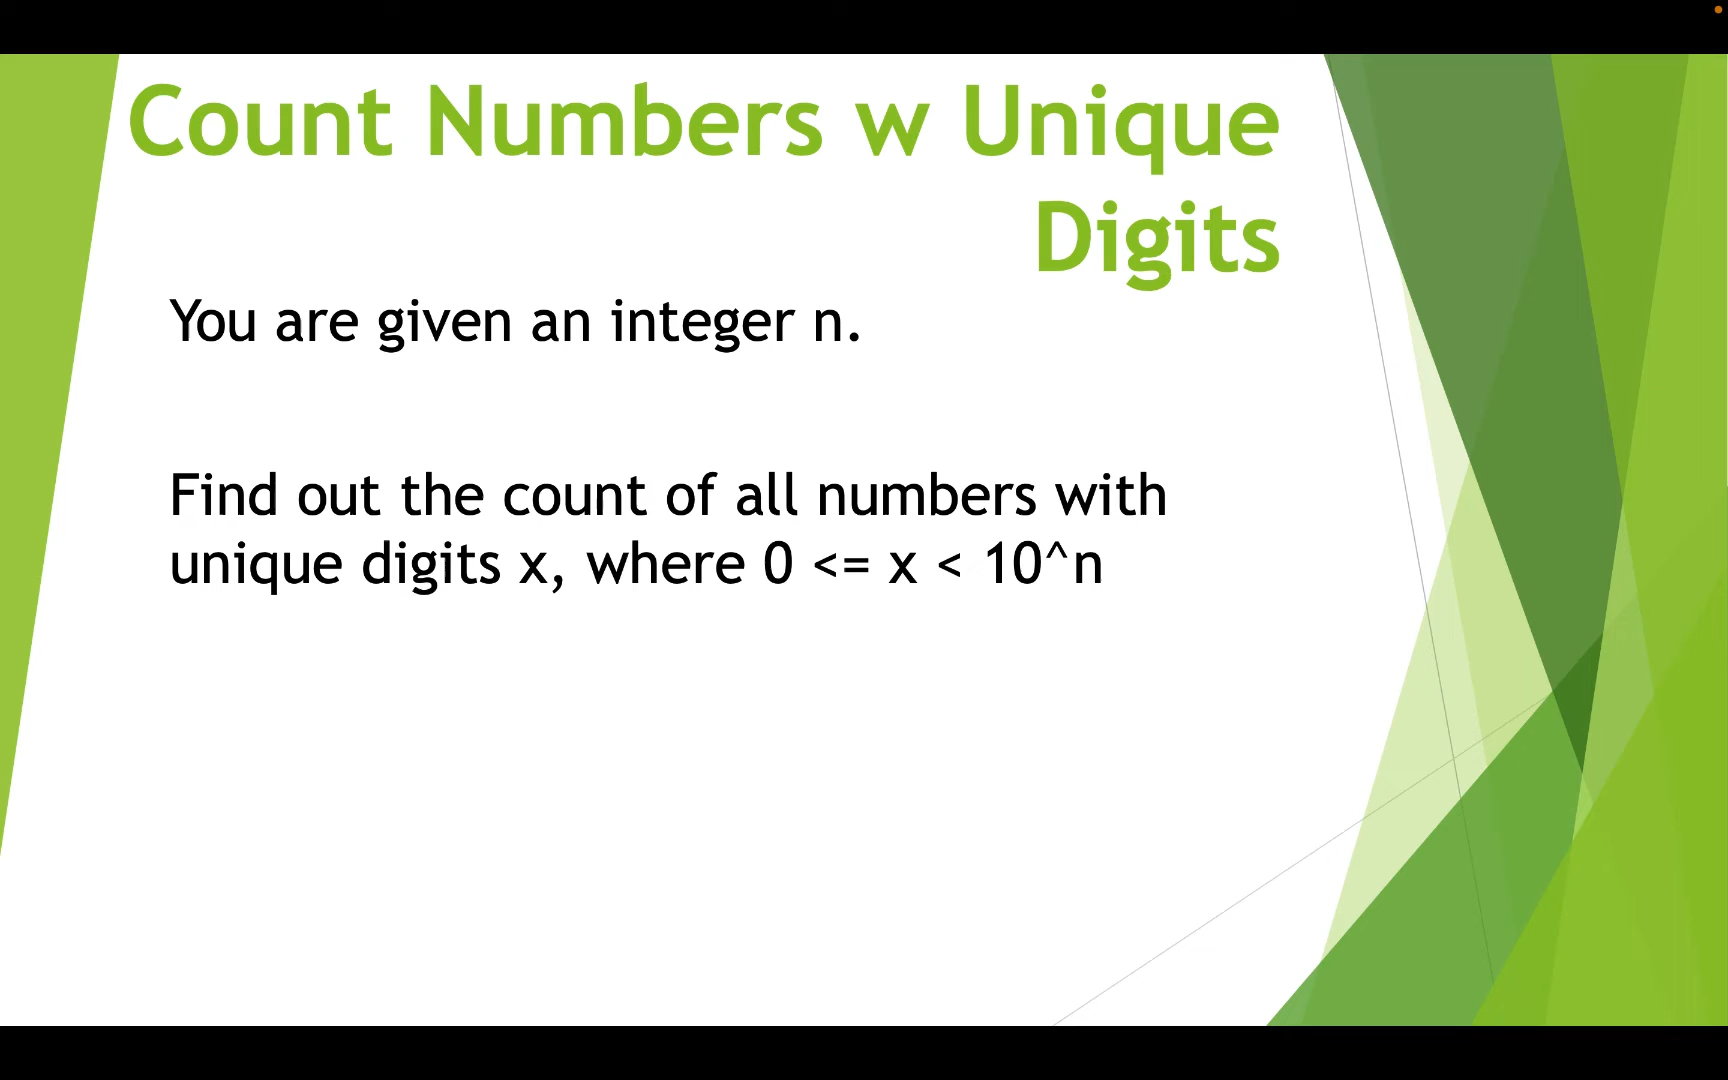 Count Numbers w Unique
Digits
You are given an integer n.
Find out the count of all numbers with
unique digits x, where 0 <= x < 10^n